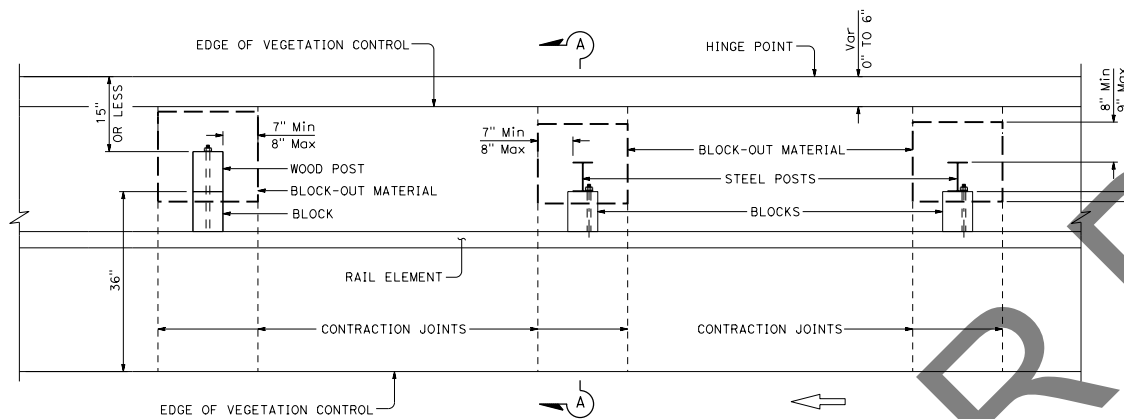 EDGE OF VEGETATION CONTROL
A
HINGE POINT
Var
0" TO 6"
8" Min
9" Max
15"
OR LESS
7" Min
8" Max
7" Min
8" Max
BLOCK-OUT MATERIAL
WOOD POST
STEEL POSTS
BLOCK-OUT MATERIAL
BLOCK
BLOCKS
36"
RAIL ELEMENT
CONTRACTION JOINTS
CONTRACTION JOINTS
EDGE OF VEGETATION CONTROL
A
R